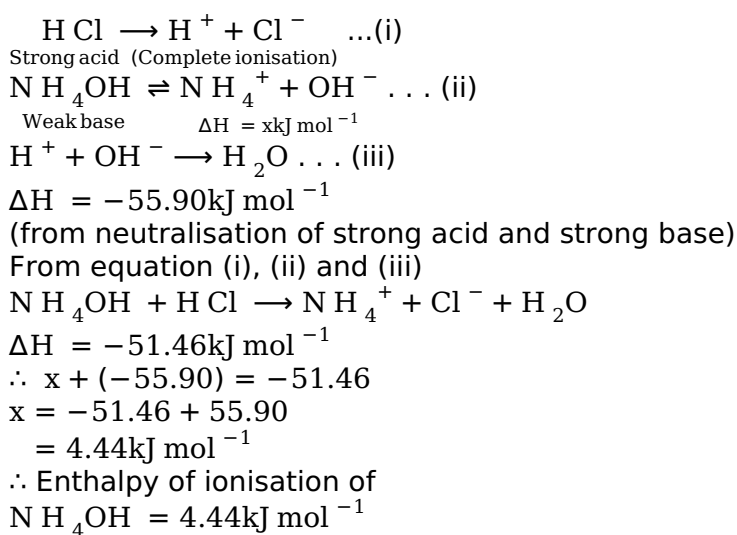 H Cl ⟶ H⁺ + Cl⁻ ...(i)
Strong acid (Complete ionisation)
N H₄OH ⇌ N H₄⁺ + OH⁻ . . . (ii)
Weak base ΔH = xkJ mol⁻¹
H⁺ + OH⁻ ⟶ H₂O . . . (iii)
ΔH = −55.90kJ mol⁻¹
(from neutralisation of strong acid and strong base)
From equation (i), (ii) and (iii)
N H₄OH + H Cl ⟶ N H₄⁺ + Cl⁻ + H₂O
ΔH = −51.46kJ mol⁻¹
∴ x + (−55.90) = −51.46
x = −51.46 + 55.90
= 4.44kJ mol⁻¹
∴ Enthalpy of ionisation of
N H₄OH = 4.44kJ mol⁻¹